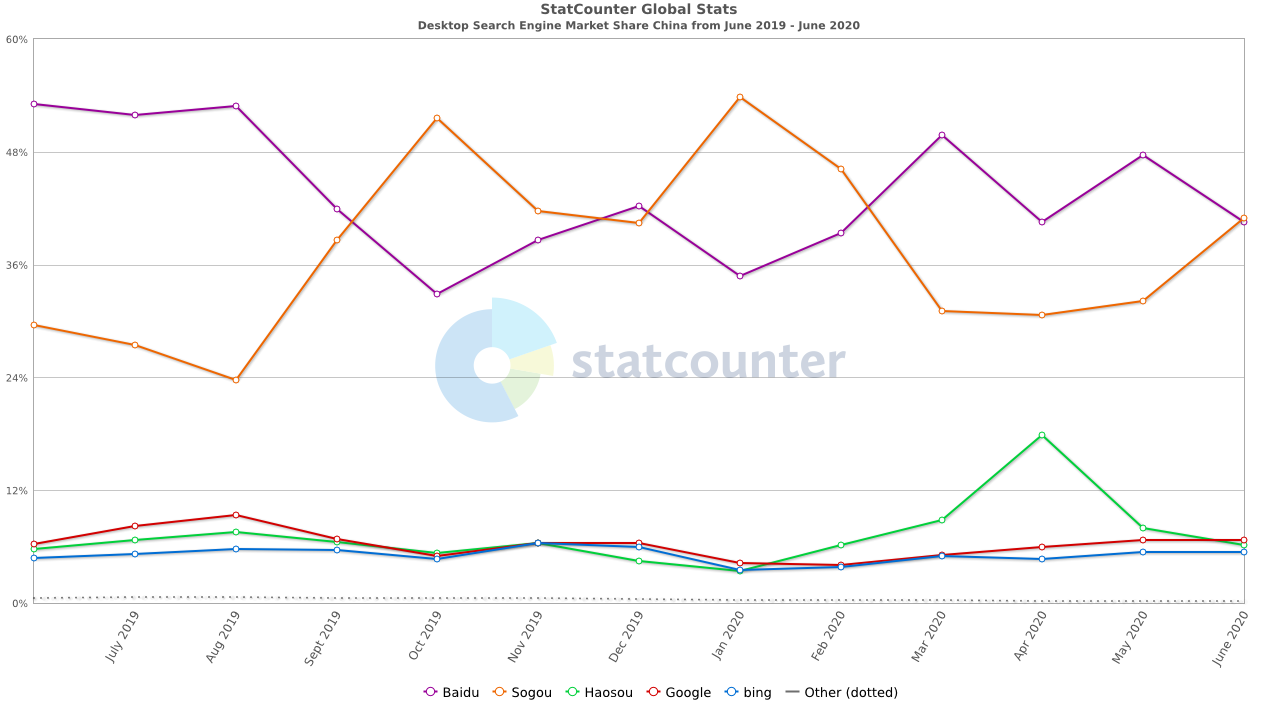 StatCounter Global Stats
Desktop Search Engine Market Share China from June 2019 - June 2020
60%
48%
36%
24%
12%
0%
statcounter
July 2019
Aug 2019
Sept 2019
Oct 2019
Nov 2019
Dec 2019
Jan 2020
Feb 2020
Mar 2020
Apr 2020
May 2020
June 2020
Baidu Sogou Haosou Google bing Other (dotted)